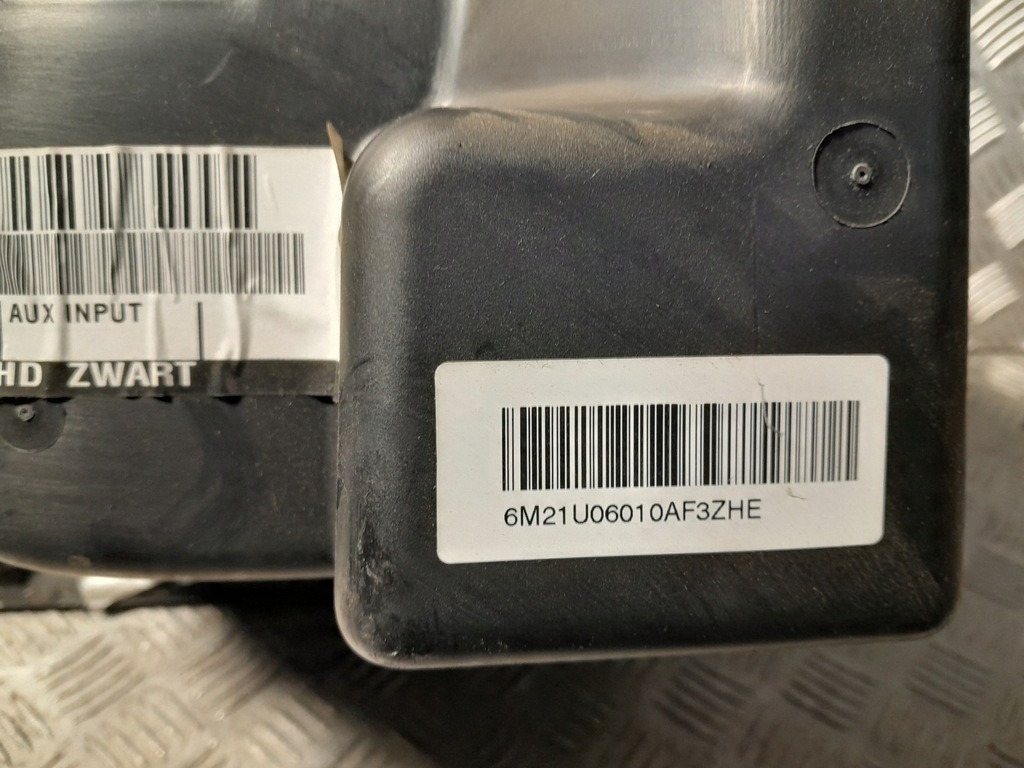 AUX INPUT
HD ZWART
6M21U06010AF3ZHE